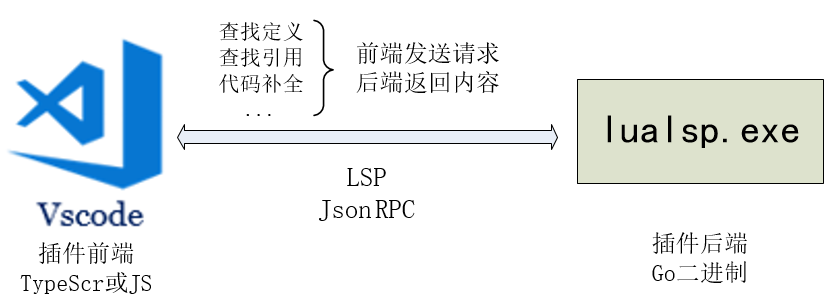 查找定义
查找引用
代码补全
...
前端发送请求
后端返回内容
lualsp.exe
LSP
JsonRPC
Vscode
插件前端
TypeScr或JS
插件后端
Go二进制